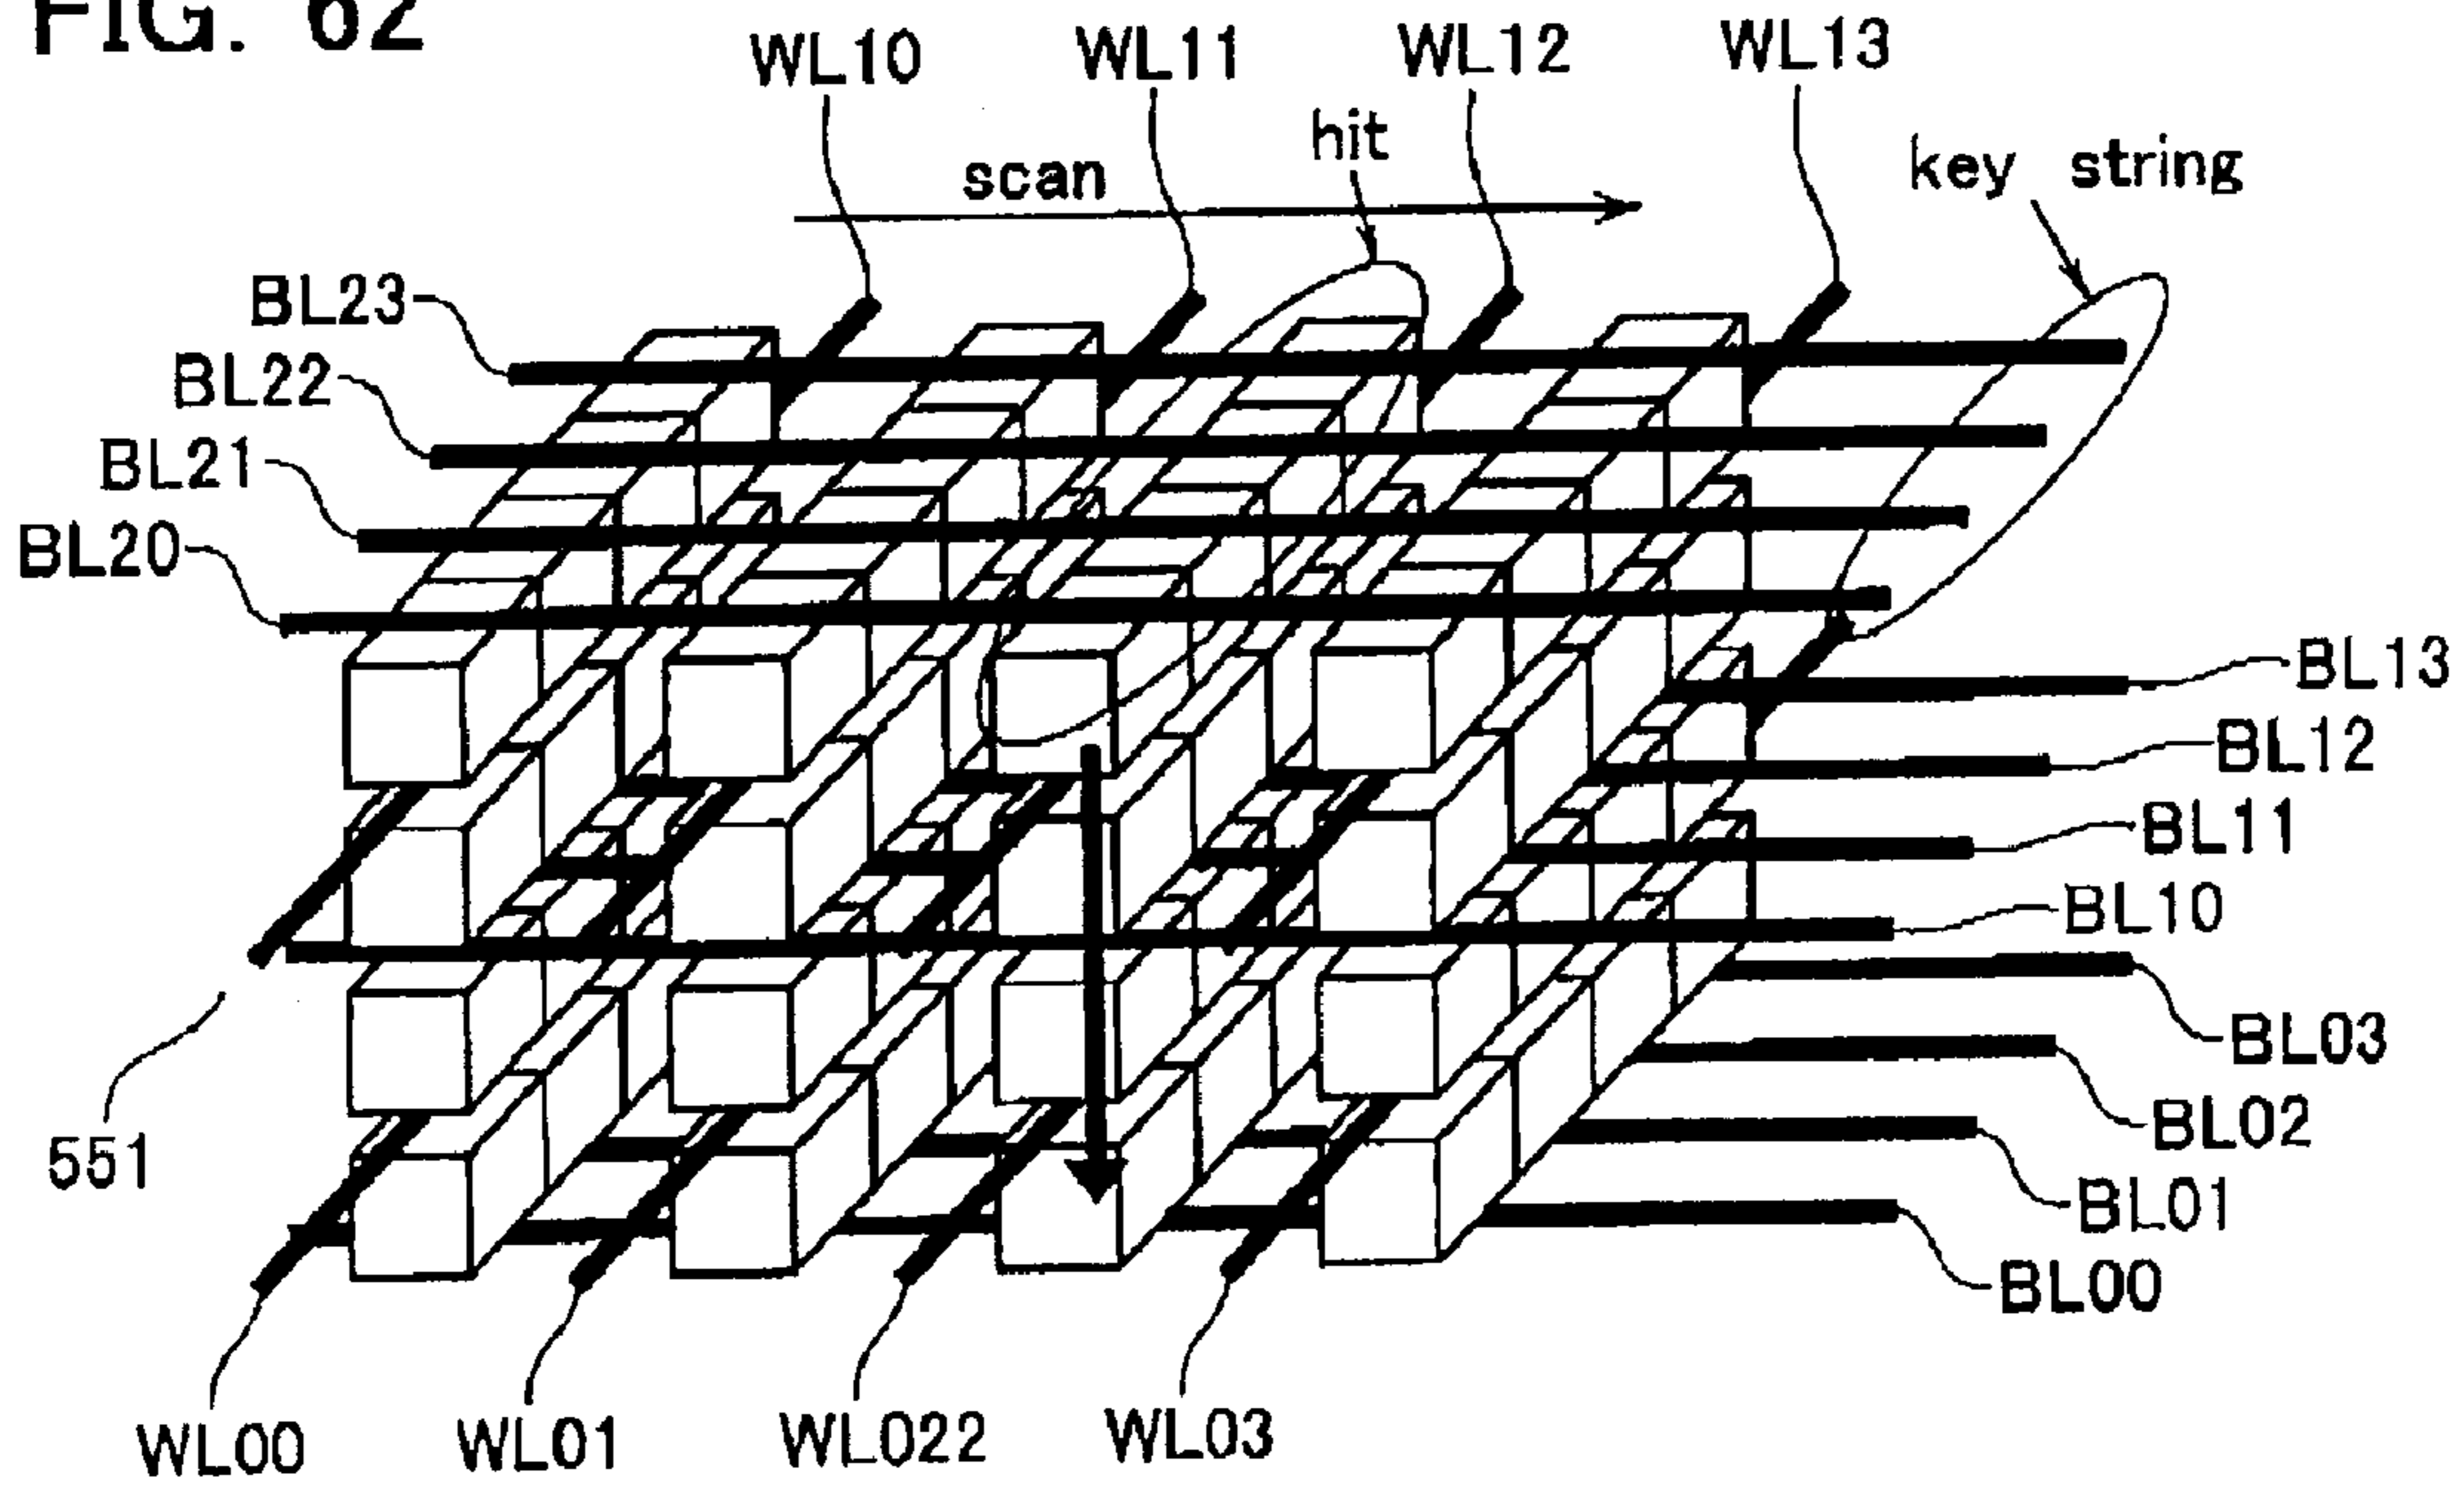 FIG. 62
WL10
WL11
WL12
WL13
hit
scan
key string
BL23
BL22
BL21
BL20
BL13
BL12
BL11
BL10
BL03
BL02
BL01
BL00
551
WL00
WL01
WL022
WL03